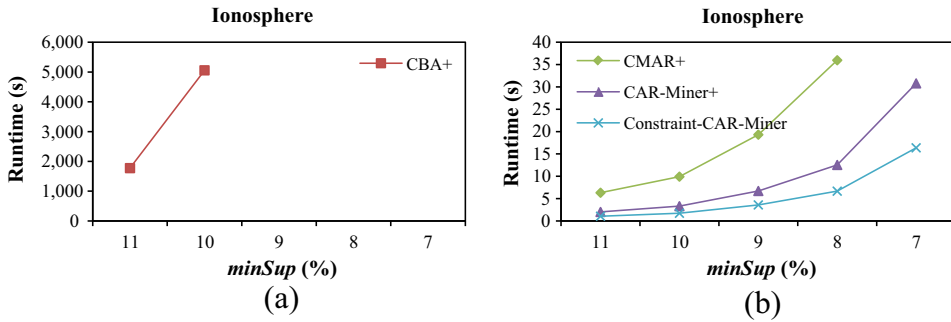 Ionosphere
6,000
5,000
4,000
3,000
2,000
1,000
0
Runtime (s)
CBA+
11 10 9 8 7
minSup (%)
(a)
Ionosphere
40
35
30
25
20
15
10
5
0
Runtime (s)
CMAR+
CAR-Miner+
Constraint-CAR-Miner
11 10 9 8 7
minSup (%)
(b)